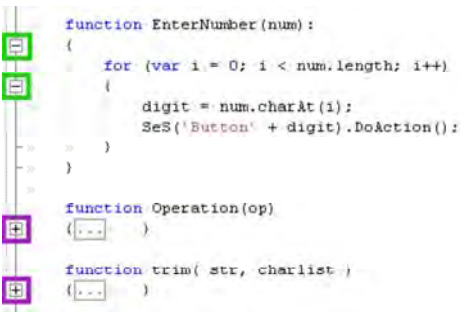 function EnterNumber(num):
{
for (var i = 0; i < num.length; i++)
{
digit = num.charAt(i);
SeS('Button' + digit).DoAction();
}
}
function Operation(op)
{... }
function trim( str, charlist )
{... }